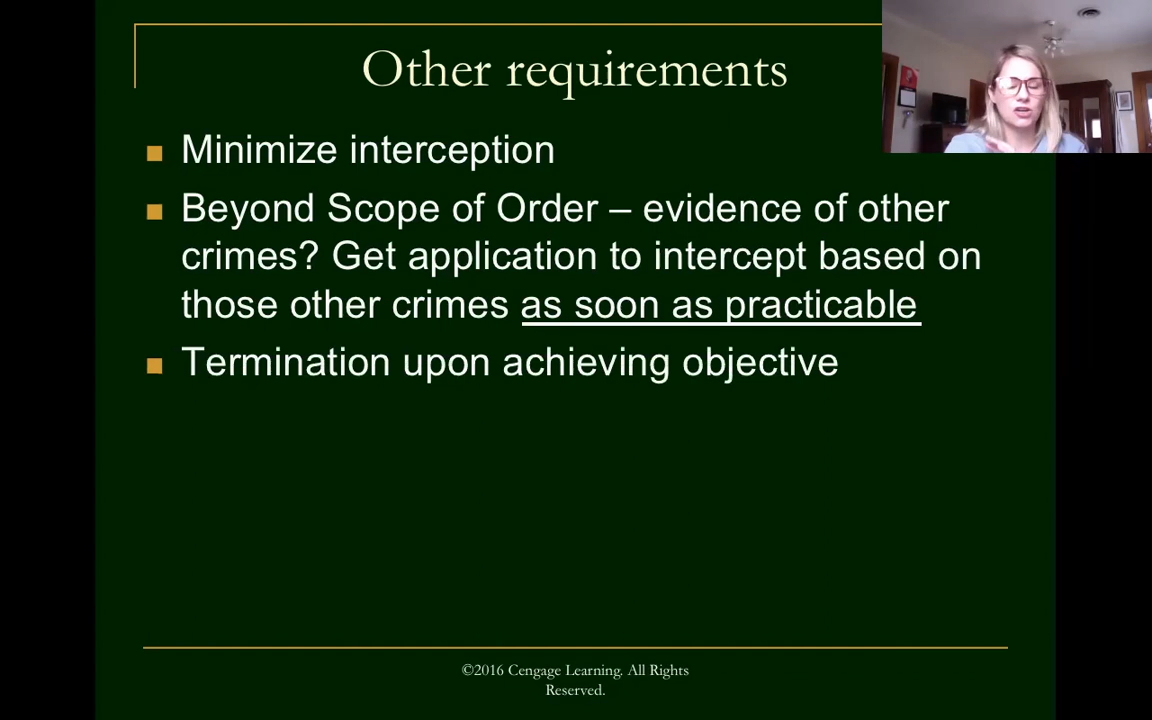 Other requirements
Minimize interception
Beyond Scope of Order – evidence of other
crimes? Get application to intercept based on
those other crimes as soon as practicable
Termination upon achieving objective
©2016 Cengage Learning. All Rights
Reserved.